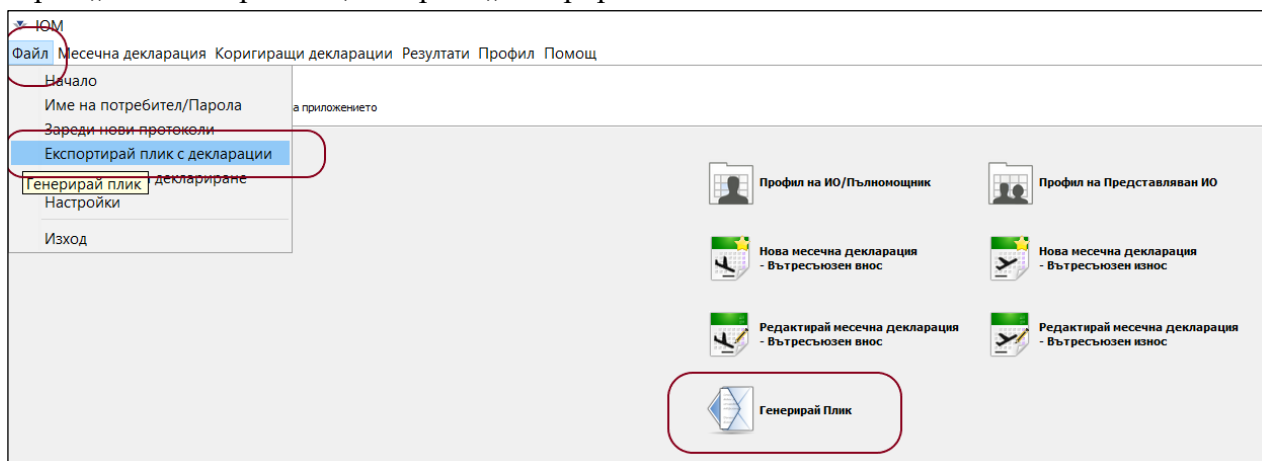 IOM
Файл Месечна декларация Коригиращи декларации Резултати Профил Помощ
Начало
Име на потребител/Парола
а приложението
Зареди нови протоколи
Експортирай плик с декларации
Генерирай плик
деклариране
Настройки
Изход
Профил на ИО/Пълномощник
Профил на Представляван ИО
Нова месечна декларация
- Вътресъюзен внос
Нова месечна декларация
- Вътресъюзен износ
Редактирай месечна декларация
- Вътресъюзен внос
Редактирай месечна декларация
- Вътресъюзен износ
Генерирай Плик